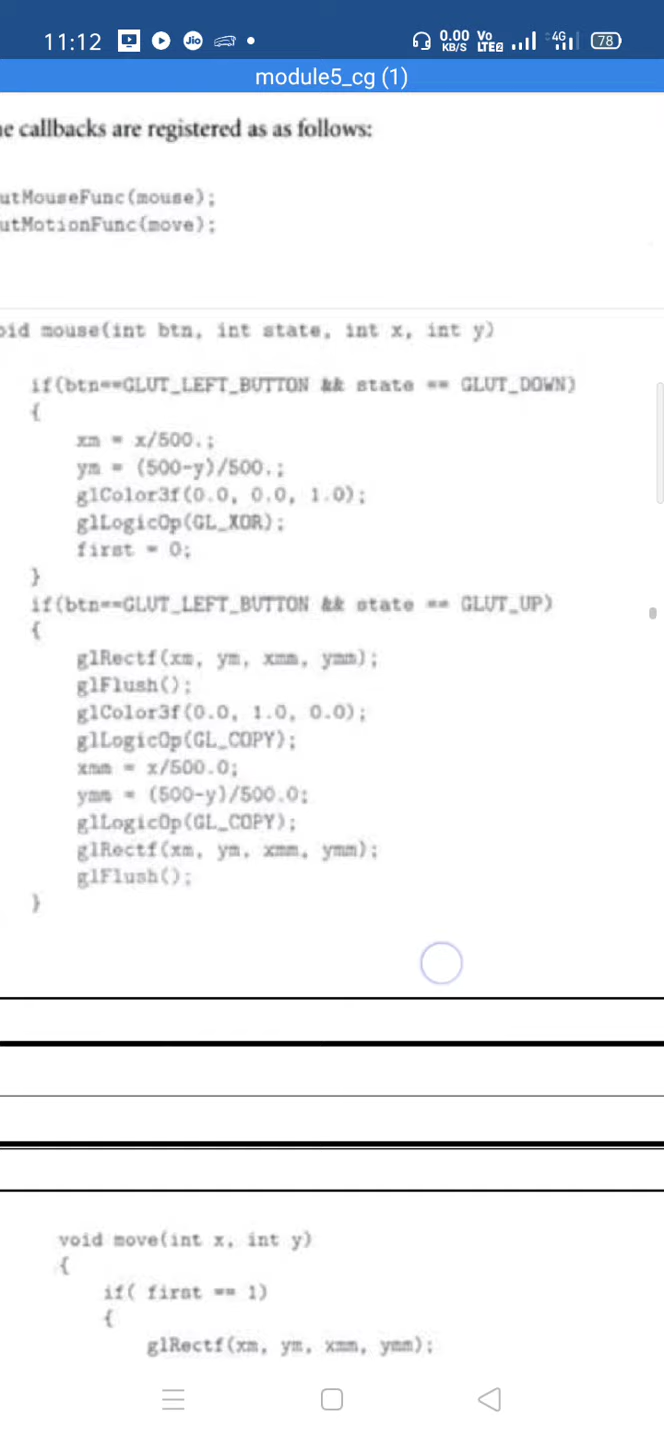 11:12
Jio
0.00 KB/S
Vo LTE2
4G
78
module5_cg (1)
e callbacks are registered as as follows:
utMouseFunc(mouse);
utMotionFunc(move);
oid mouse(int btn, int state, int x, int y)
if(btn==GLUT_LEFT_BUTTON && state == GLUT_DOWN)
{
xm = x/500.;
ym = (500-y)/500.;
glColor3f(0.0, 0.0, 1.0);
glLogicOp(GL_XOR);
first = 0;
}
if(btn==GLUT_LEFT_BUTTON && state == GLUT_UP)
{
glRectf(xm, ym, xmm, ymm);
glFlush();
glColor3f(0.0, 1.0, 0.0);
glLogicOp(GL_COPY);
xmm = x/500.0;
ymm = (500-y)/500.0;
glLogicOp(GL_COPY);
glRectf(xm, ym, xmm, ymm);
glFlush();
}
void move(int x, int y)
{
if( first == 1)
{
glRectf(xm, ym, xmm, ymm);